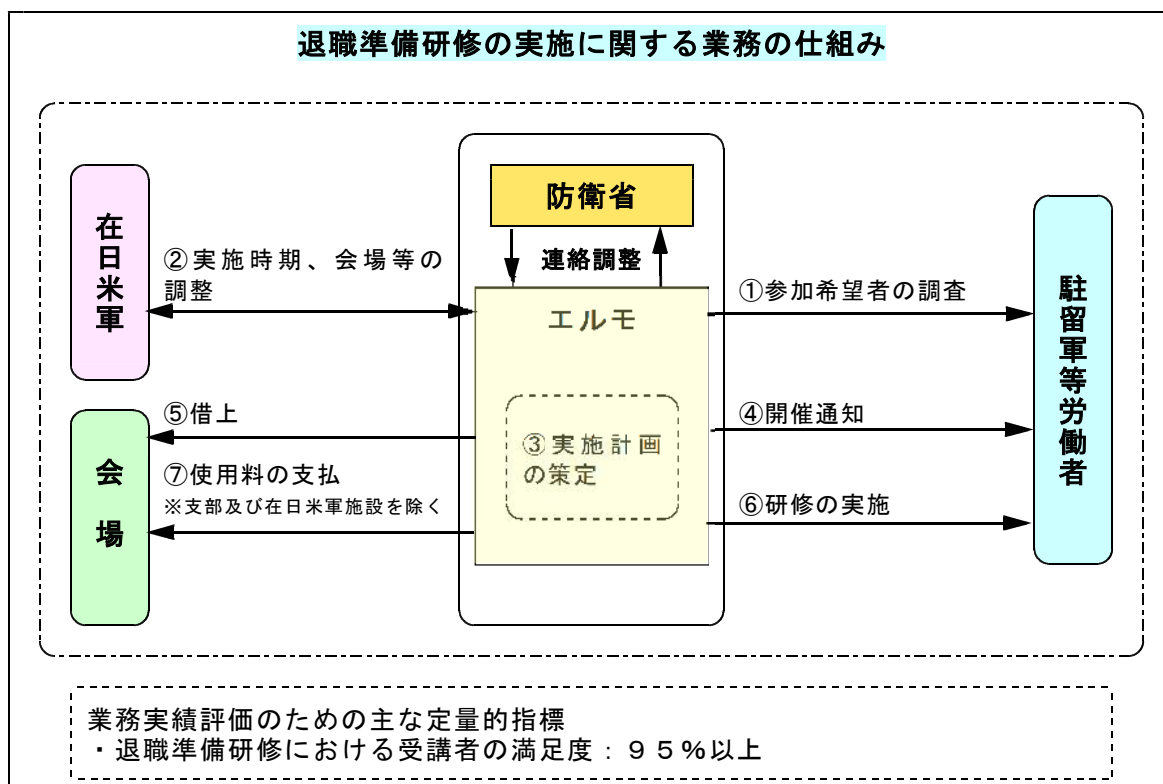 退職準備研修の実施に関する業務の仕組み
防衛省
連絡調整
在日米軍
②実施時期、会場等の
調整
エルモ
①参加希望者の調査
駐留軍等労働者
⑤借上
③実施計画
の策定
④開催通知
会場
⑦使用料の支払
※支部及び在日米軍施設を除く
⑥研修の実施
業務実績評価のための主な定量的指標
・退職準備研修における受講者の満足度：９５%以上